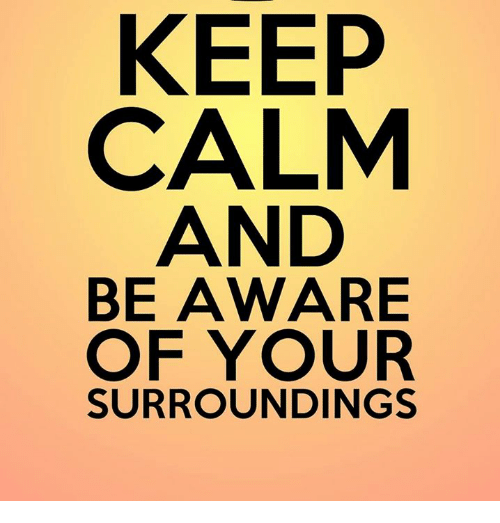 KEEP
CALM
AND
BE AWARE
OF YOUR
SURROUNDINGS